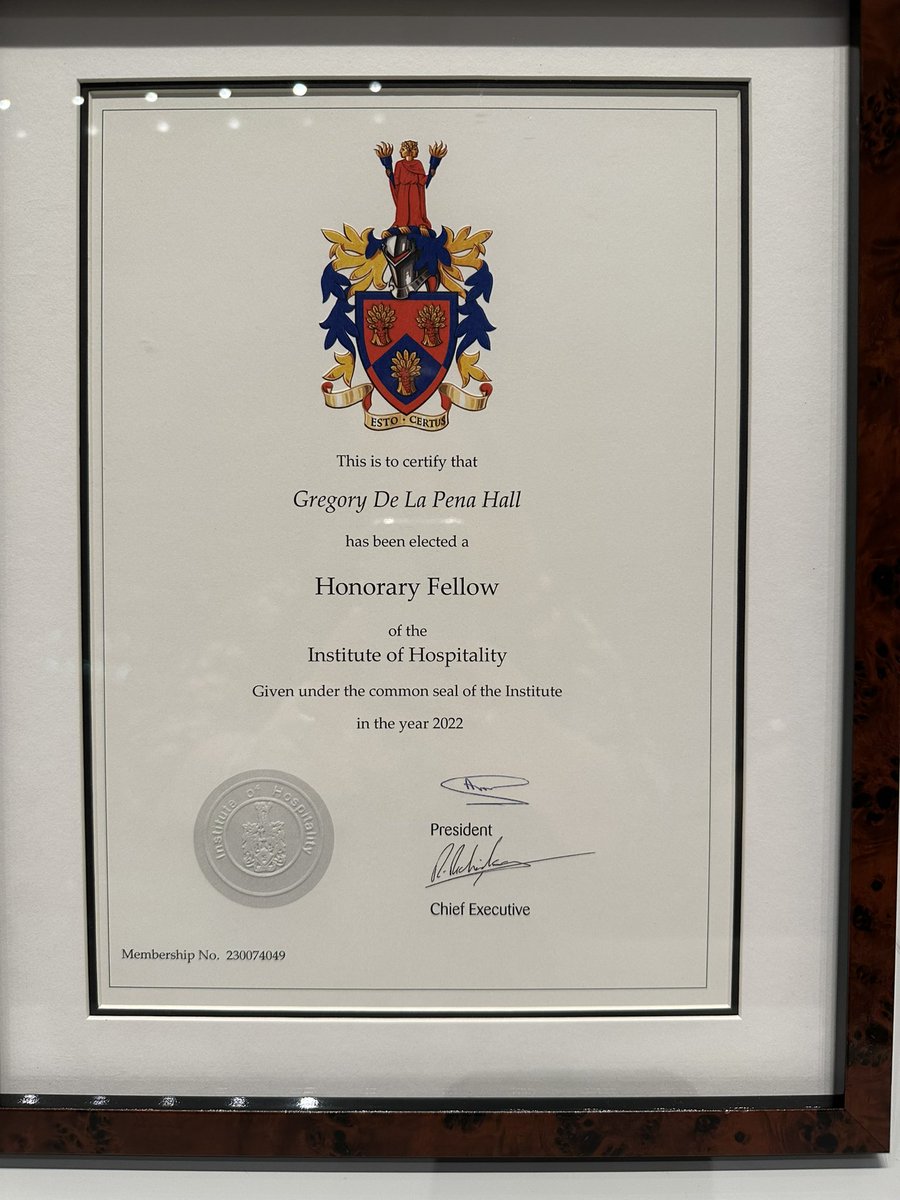 ESTO · CERTUS
This is to certify that
Gregory De La Pena Hall
has been elected a
Honorary Fellow
of the
Institute of Hospitality
Given under the common seal of the Institute
in the year 2022
Institute of Hospitality
President
Chief Executive
Membership No. 230074049